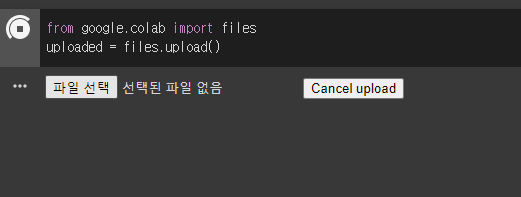 from google.colab import files
uploaded = files.upload()
파일 선택 선택된 파일 없음 Cancel upload